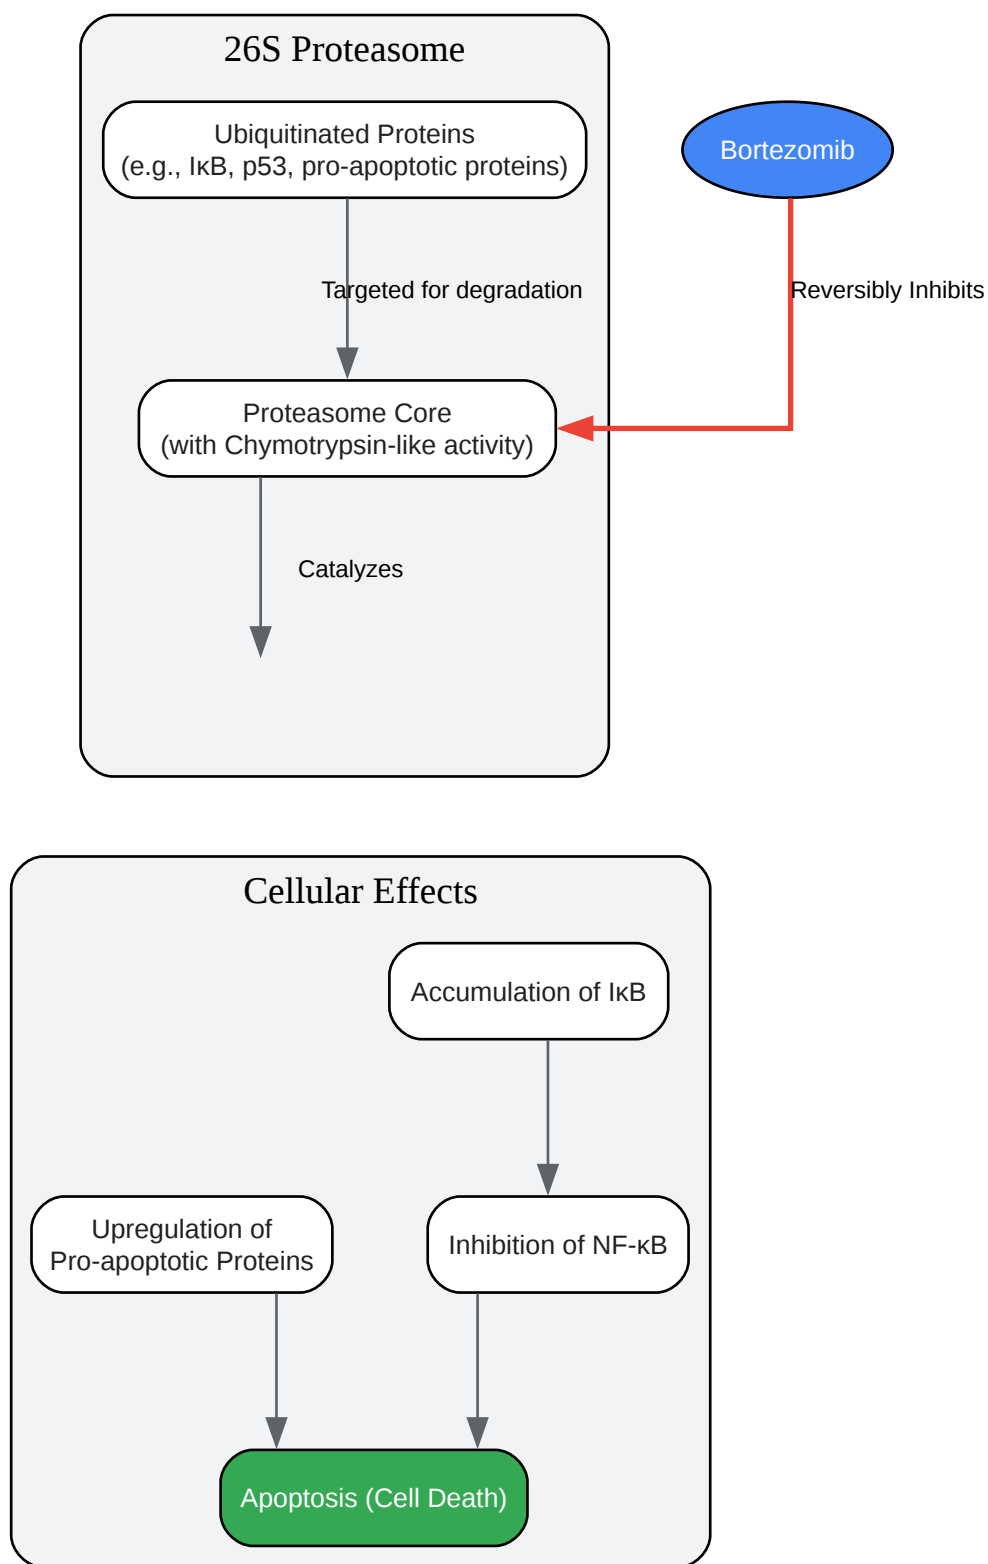 26S Proteasome
Ubiquitinated Proteins
(e.g., IκB, p53, pro-apoptotic proteins)
Bortezomib
Targeted for degradation
Reversibly Inhibits
Proteasome Core
(with Chymotrypsin-like activity)
Catalyzes
Cellular Effects
Accumulation of IκB
Upregulation of
Pro-apoptotic Proteins
Inhibition of NF-κB
Apoptosis (Cell Death)